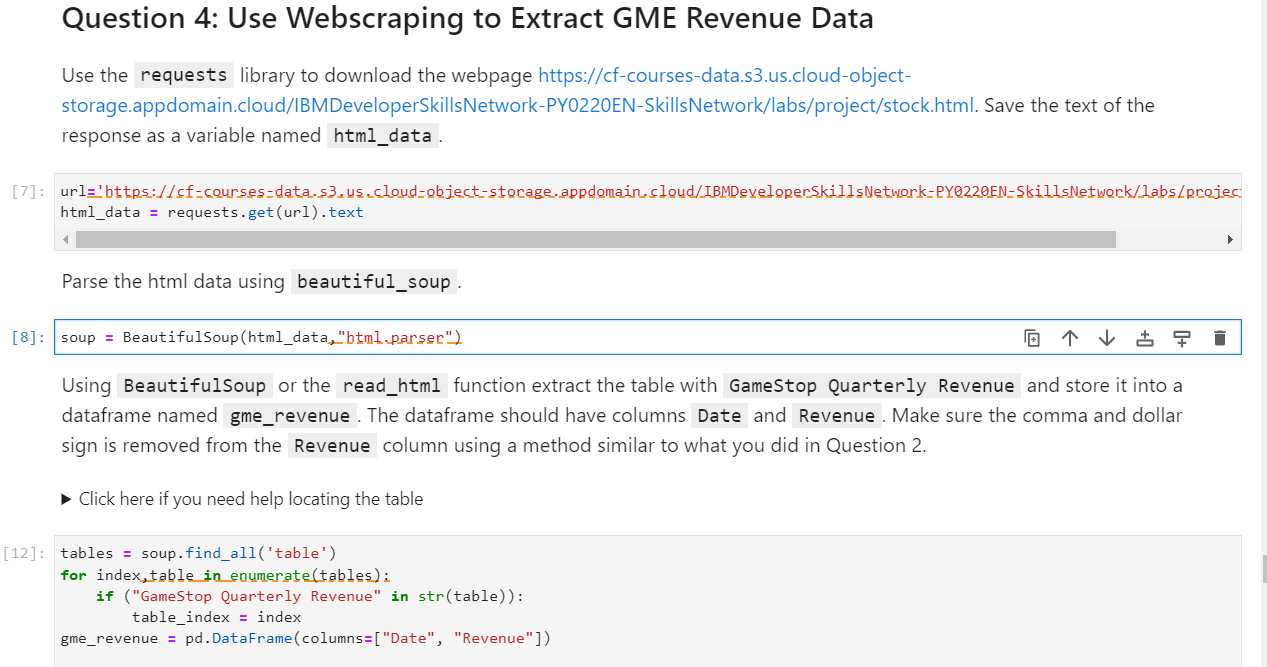 Question 4: Use Webscraping to Extract GME Revenue Data
Use the requests library to download the webpage https://cf-courses-data.s3.us.cloud-object-
storage.appdomain.cloud/IBMDeveloperSkillsNetwork-PY0220EN-SkillsNetwork/labs/project/stock.html. Save the text of the
response as a variable named html_data.
[7]: url='https://cf-courses-data.s3.us.cloud-object-storage.appdomain.cloud/IBMDeveloperSkillsNetwork-PY0220EN-SkillsNetwork/labs/projec
html_data = requests.get(url).text
Parse the html data using beautiful_soup.
[8]: soup = BeautifulSoup(html_data,"html.parser")
Using BeautifulSoup or the read_html function extract the table with GameStop Quarterly Revenue and store it into a
dataframe named gme_revenue. The dataframe should have columns Date and Revenue. Make sure the comma and dollar
sign is removed from the Revenue column using a method similar to what you did in Question 2.
Click here if you need help locating the table
[12]: tables = soup.find_all('table')
for index,table in enumerate(tables):
    if ("GameStop Quarterly Revenue" in str(table)):
        table_index = index
gme_revenue = pd.DataFrame(columns=["Date", "Revenue"])